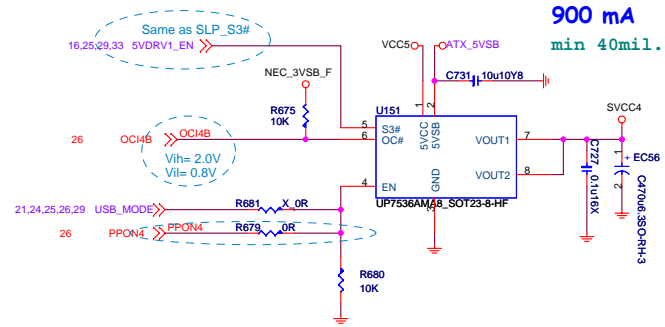 900 mA
min 40mil.
Same as SLP_S3#
16,25,29,33 5VDRV1_EN
VCC5
ATX_5VSB
NEC_3VSB_F
C731 10u10Y8
SVCC4
R675
10K
U151
1
2
5VCC
5VSB
26 OCI4B OCI4B
5 S3#
6 OC#
VOUT1 7
VOUT2 8
Vih= 2.0V
Vil= 0.8V
C727
0.1u16X
1
+ EC56
2
C470u6.3SO-RH-3
4 EN
GND
3
UP7536AMA8_SOT23-8-HF
21,24,25,26,29 USB_MODE R681 X_0R
26 PPON4 PPON4 R679 0R
R680
10K